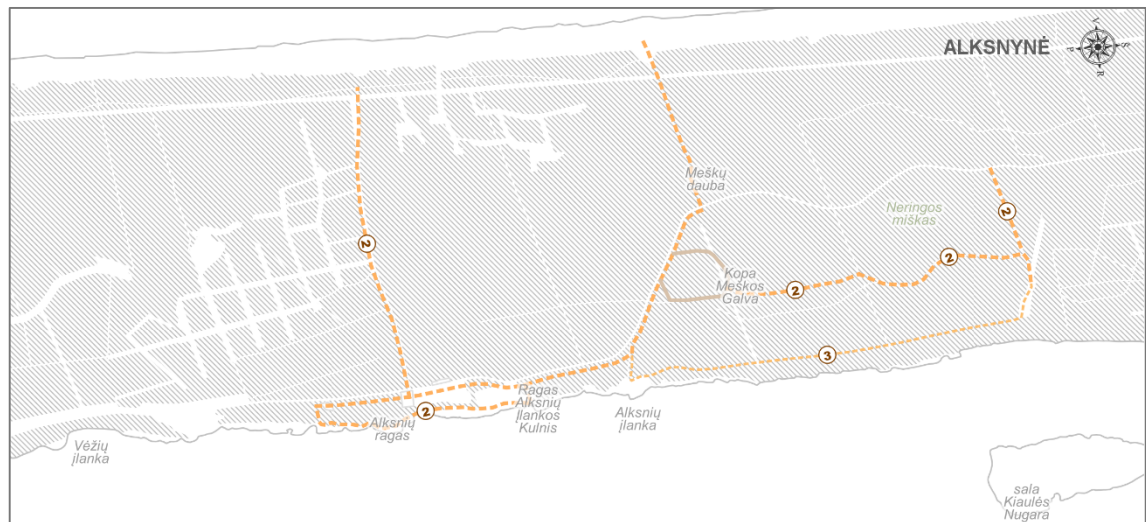 ALKSNYNĖ
V
P
Š
R
Meškų
dauba
2
Neringos
miškas
2
2
Kopa
Meškos
Galva
2
3
Ragas
Alksnių
Įlankos
Kulnis
2
Alksnių
ragas
Alksnių
įlanka
Vėžių
įlanka
sala
Kiaulės
Nugara